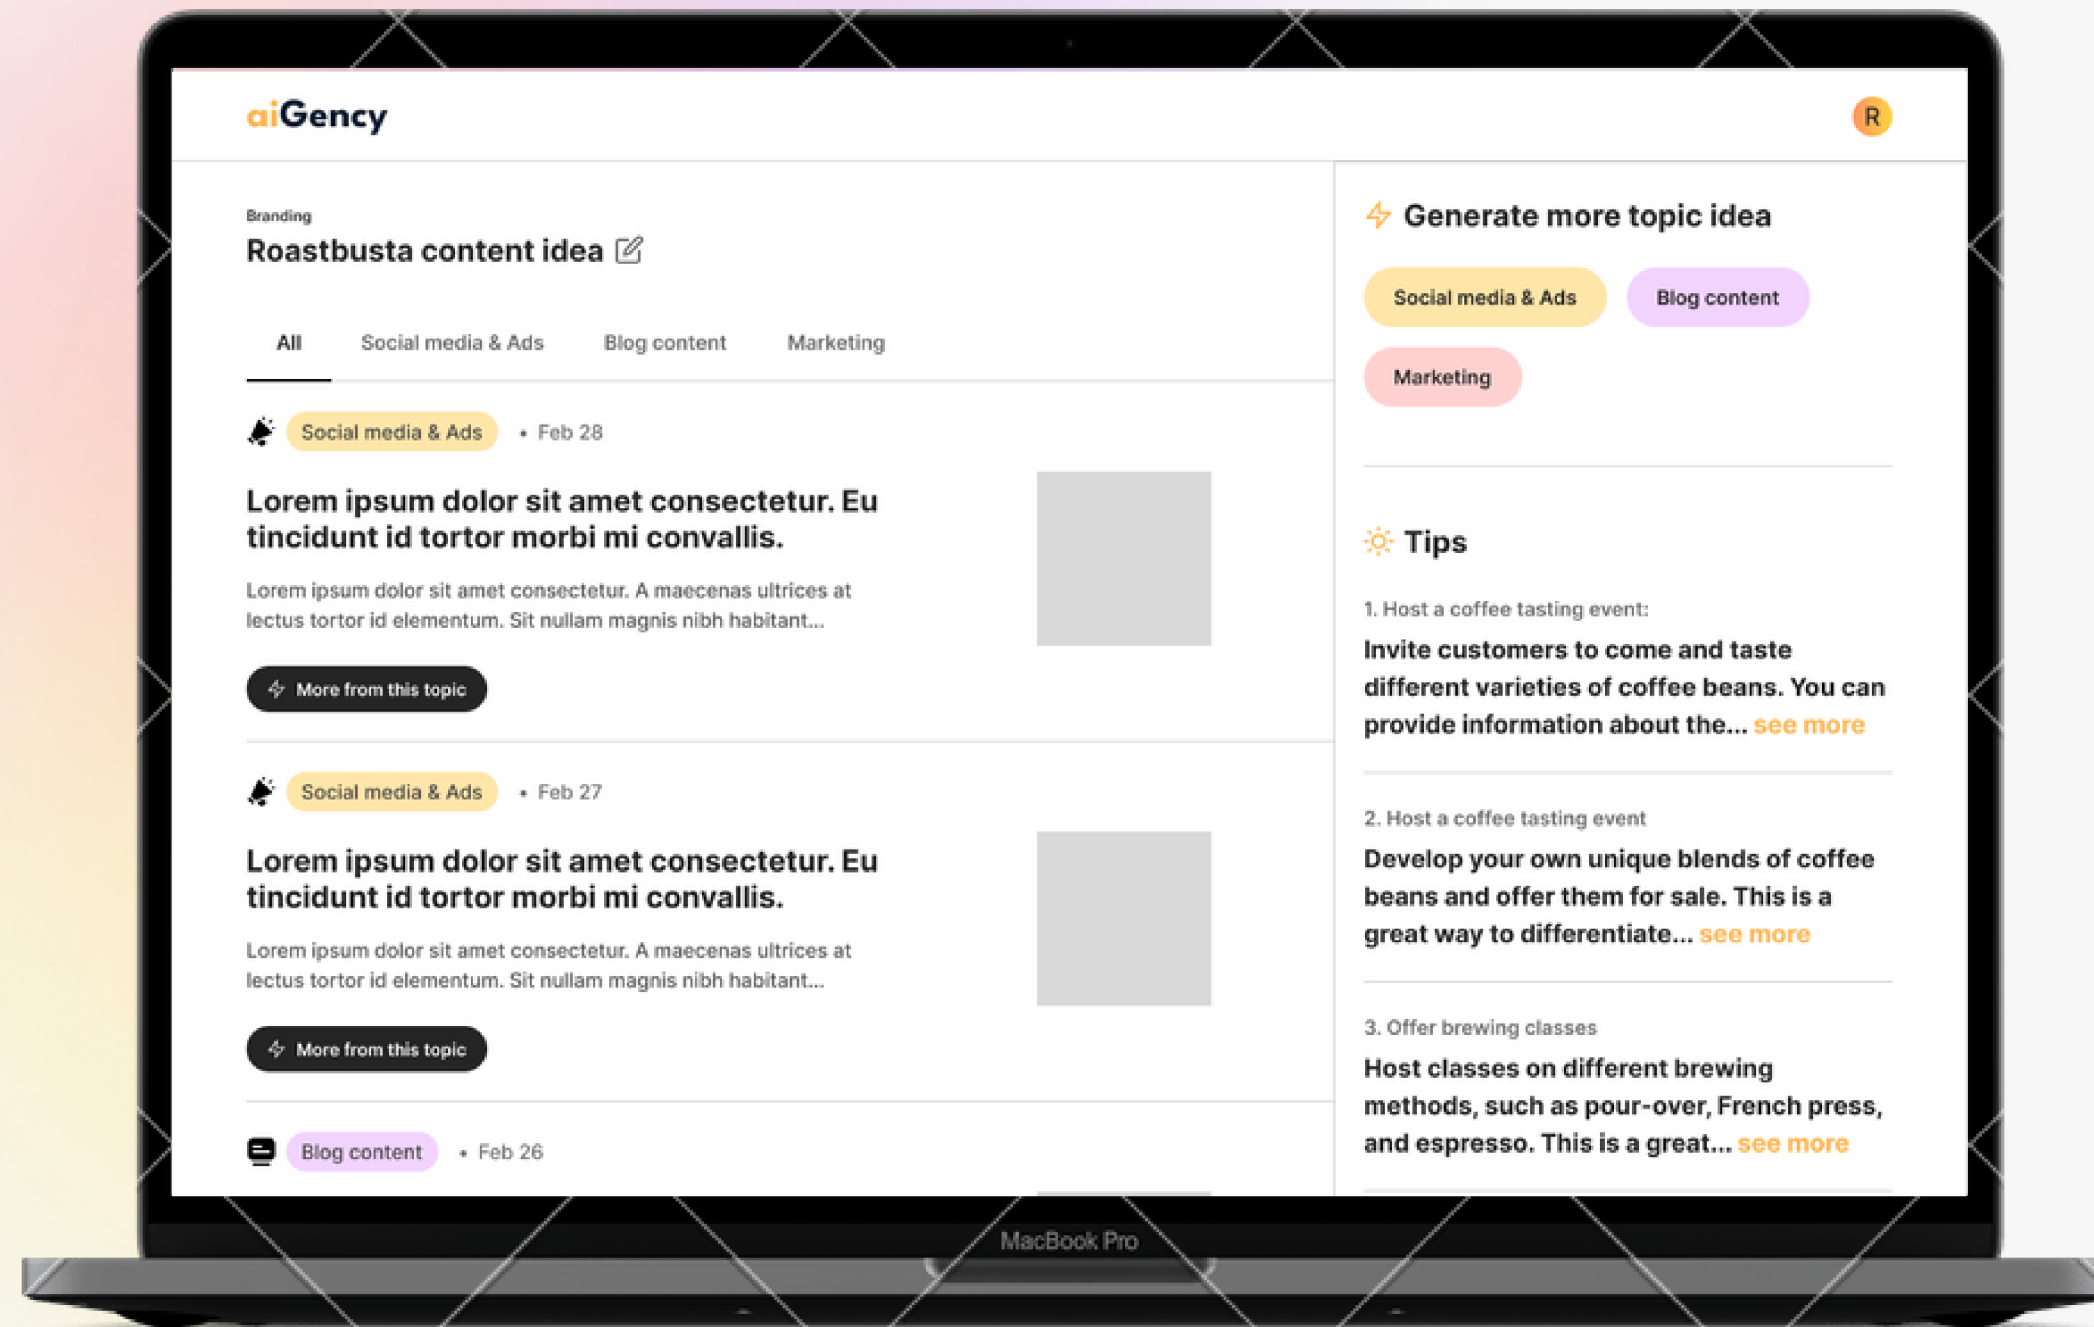 aiGency
R
Branding
Roastbusta content idea
All
Social media & Ads
Blog content
Marketing
Social media & Ads
• Feb 28
Lorem ipsum dolor sit amet consectetur. Eu
tincidunt id tortor morbi mi convallis.
Lorem ipsum dolor sit amet consectetur. A maecenas ultrices at
lectus tortor id elementum. Sit nullam magnis nibh habitant...
More from this topic
Social media & Ads
• Feb 27
Lorem ipsum dolor sit amet consectetur. Eu
tincidunt id tortor morbi mi convallis.
Lorem ipsum dolor sit amet consectetur. A maecenas ultrices at
lectus tortor id elementum. Sit nullam magnis nibh habitant...
More from this topic
Blog content
• Feb 26
Generate more topic idea
Social media & Ads
Blog content
Marketing
Tips
1. Host a coffee tasting event:
Invite customers to come and taste
different varieties of coffee beans. You can
provide information about the... see more
2. Host a coffee tasting event
Develop your own unique blends of coffee
beans and offer them for sale. This is a
great way to differentiate... see more
3. Offer brewing classes
Host classes on different brewing
methods, such as pour-over, French press,
and espresso. This is a great... see more
MacBook Pro